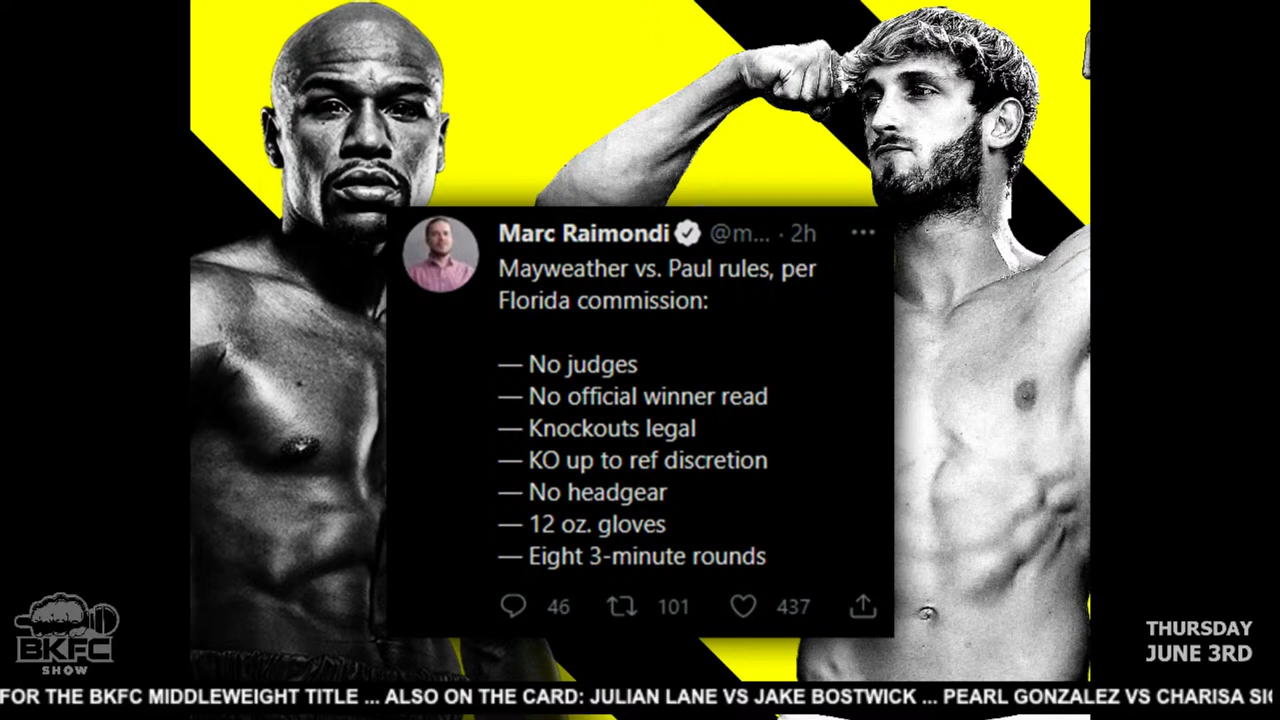 Marc Raimondi @m... · 2h
Mayweather vs. Paul rules, per
Florida commission:
— No judges
— No official winner read
— Knockouts legal
— KO up to ref discretion
— No headgear
— 12 oz. gloves
— Eight 3-minute rounds
46 101 437
BKFC
SHOW
THURSDAY
JUNE 3RD
FOR THE BKFC MIDDLEWEIGHT TITLE ... ALSO ON THE CARD: JULIAN LANE VS JAKE BOSTWICK ... PEARL GONZALEZ VS CHARISA